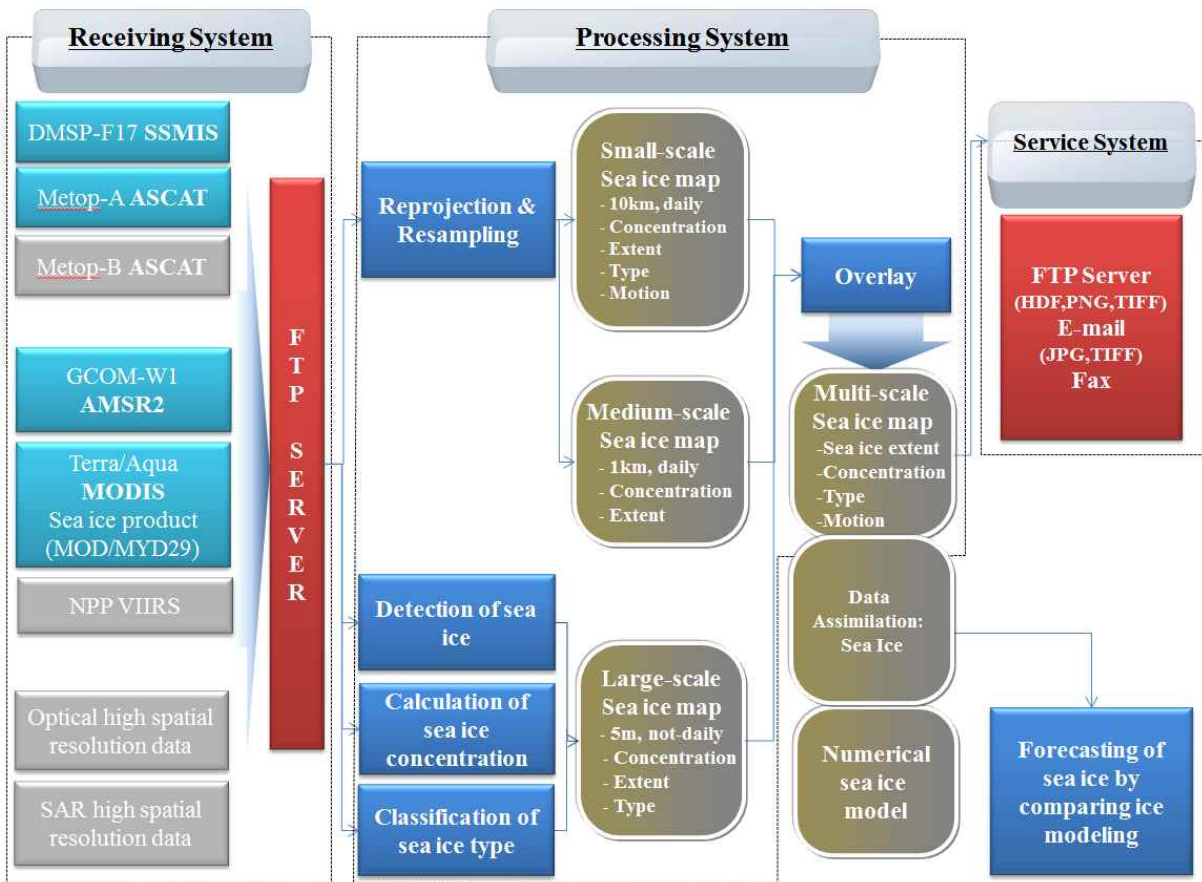 Receiving System
DMSP-F17 SSMIS
Metop-A ASCAT
Metop-B ASCAT
GCOM-W1
AMSR2
Terra/Aqua
MODIS
Sea ice product
(MOD/MYD29)
NPP VIIRS
Optical high spatial
resolution data
SAR high spatial
resolution data
F
T
P
S
E
R
V
E
R
Processing System
Reprojection &
Resampling
Detection of sea
ice
Calculation of
sea ice
concentration
Classification of
sea ice type
Small-scale
Sea ice map
- 10km, daily
- Concentration
- Extent
- Type
- Motion
Medium-scale
Sea ice map
- 1km, daily
- Concentration
- Extent
Large-scale
Sea ice map
- 5m, not-daily
- Concentration
- Extent
- Type
Overlay
Multi-scale
Sea ice map
-Sea ice extent
-Concentration
-Type
-Motion
Data
Assimilation:
Sea Ice
Numerical
sea ice
model
Service System
FTP Server
(HDF,PNG,TIFF)
E-mail
(JPG,TIFF)
Fax
Forecasting of
sea ice by
comparing ice
modeling